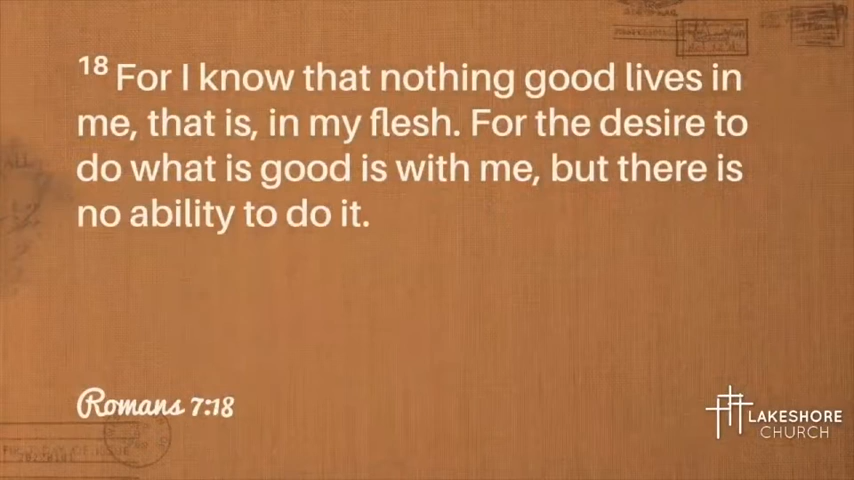 18 For I know that nothing good lives in
me, that is, in my flesh. For the desire to
do what is good is with me, but there is
no ability to do it.
Romans 7:18
LAKESHORE
CHURCH